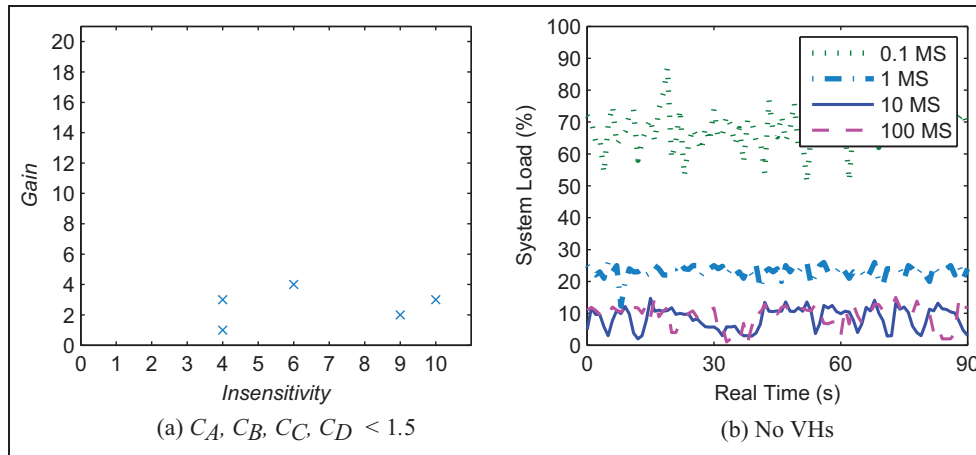 20
18
16
14
12
10
8
6
4
2
0
Gain
0 1 2 3 4 5 6 7 8 9 10
Insensitivity
(a) C_A, C_B, C_C, C_D < 1.5
100
90
80
70
60
50
40
30
20
10
0
System Load (%)
0.1 MS
1 MS
10 MS
100 MS
0 30 60 90
Real Time (s)
(b) No VHs